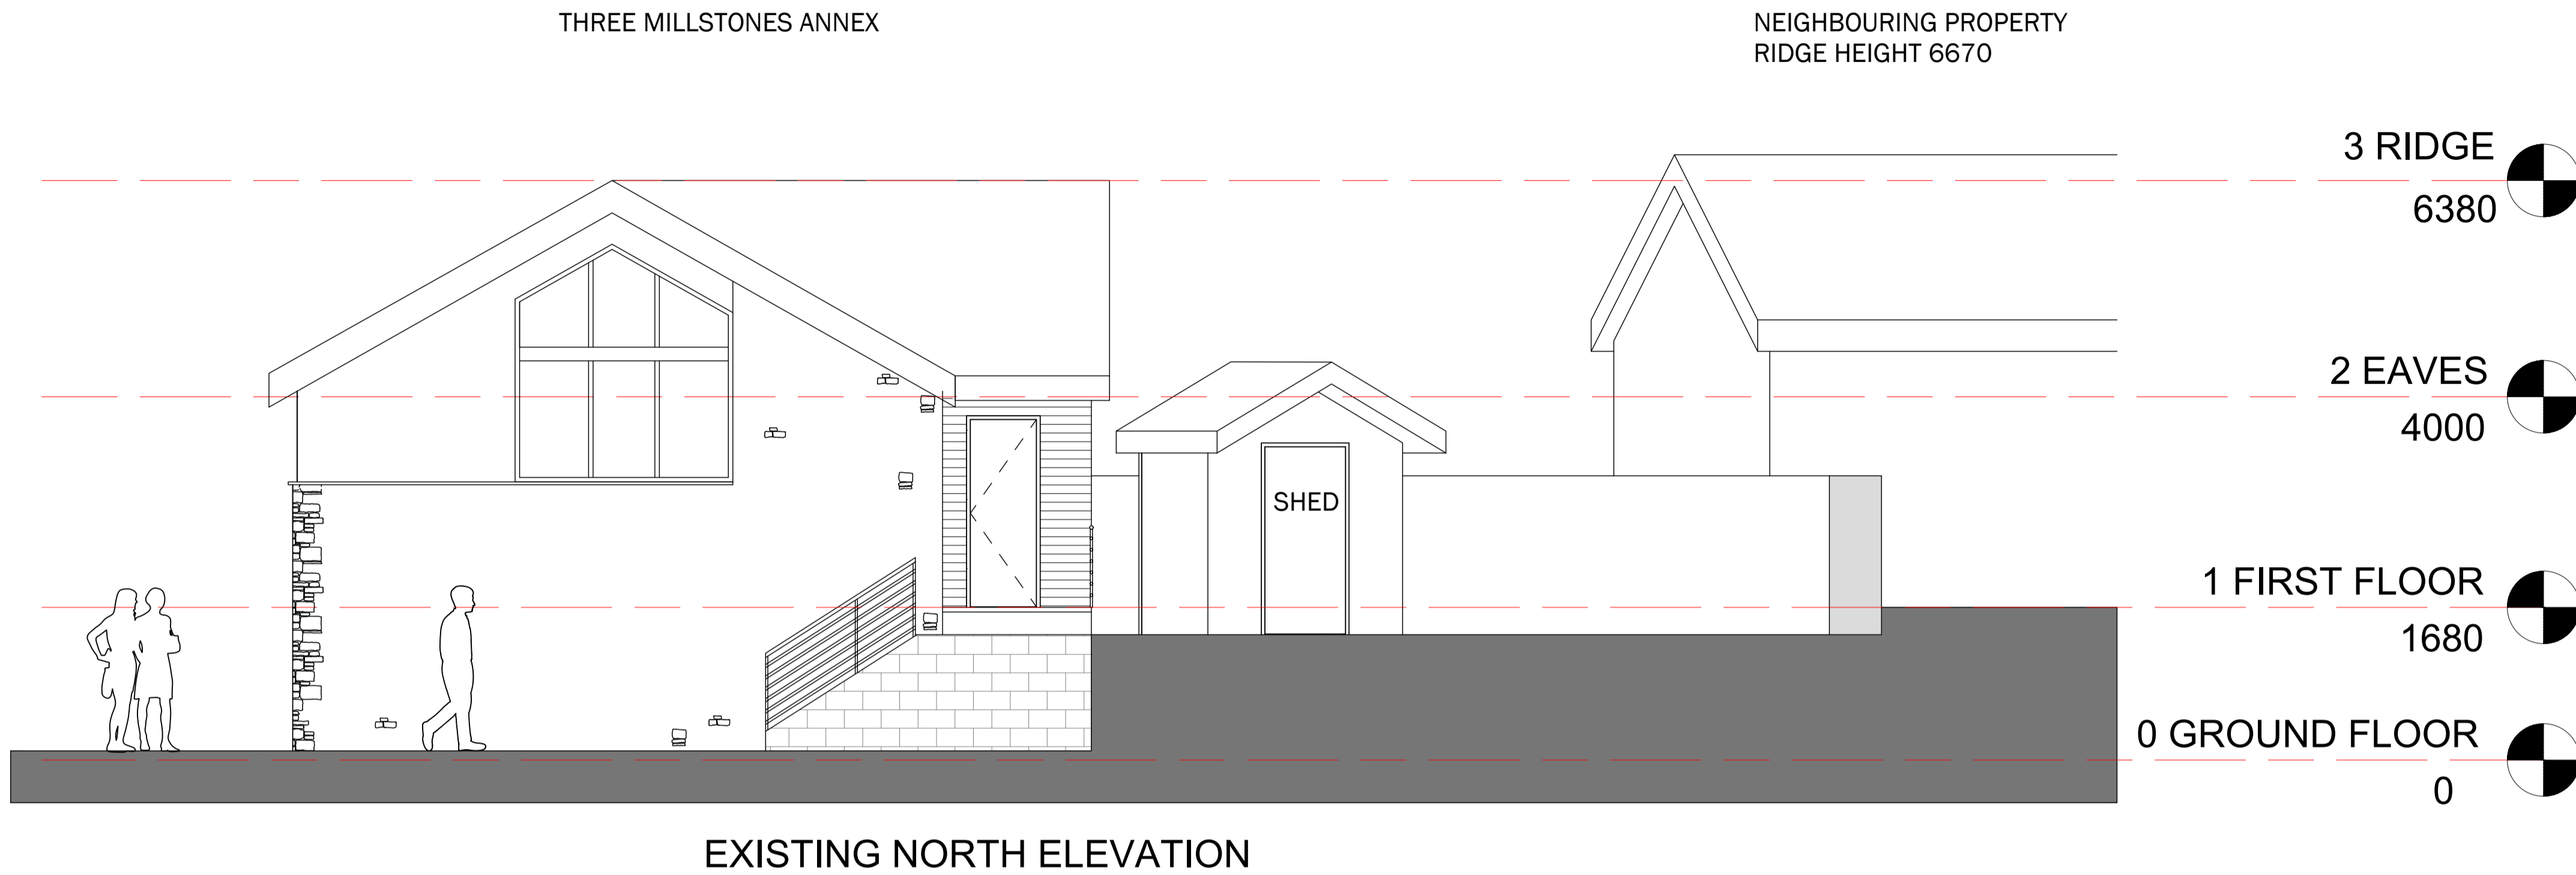 THREE MILLSTONES ANNEX
NEIGHBOURING PROPERTY
RIDGE HEIGHT 6670
3 RIDGE
6380
2 EAVES
4000
SHED
1 FIRST FLOOR
1680
0 GROUND FLOOR
0
EXISTING NORTH ELEVATION